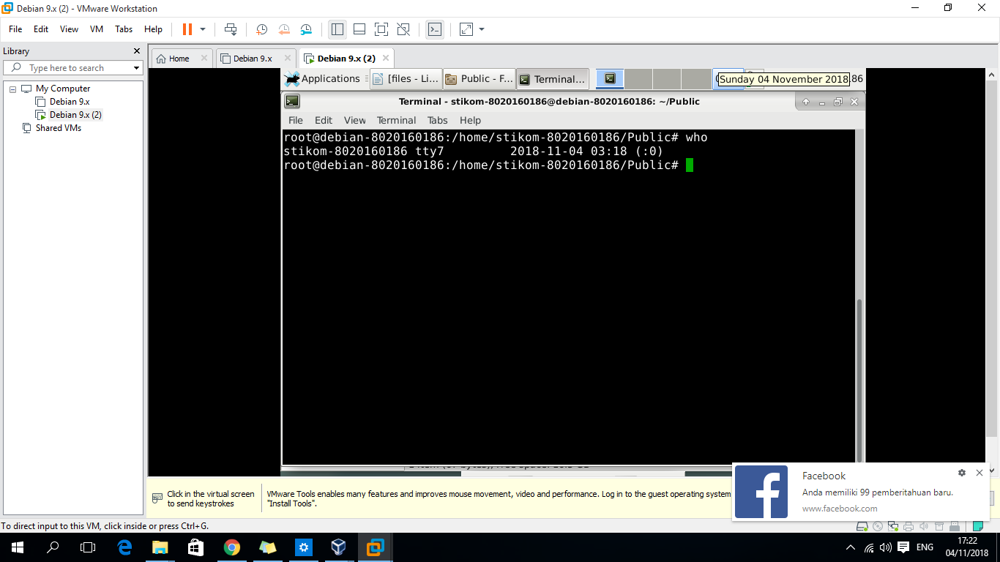 Debian 9.x (2) - VMware Workstation
File Edit View VM Tabs Help
Library
Type here to search
Home
Debian 9.x
Debian 9.x (2)
My Computer
Debian 9.x
Debian 9.x (2)
Shared VMs
Applications [files - Li... Public - F... Terminal... Sunday 04 November 2018 86
Terminal - stikom-8020160186@debian-8020160186: ~/Public
File Edit View Terminal Tabs Help
root@debian-8020160186:/home/stikom-8020160186/Public# who
stikom-8020160186 tty7 2018-11-04 03:18 (:0)
root@debian-8020160186:/home/stikom-8020160186/Public#
Click in the virtual screen
to send keystrokes
VMware Tools enables many features and improves mouse movement, video and performance. Log in to the guest operating system
"Install Tools".
Facebook
Anda memiliki 99 pemberitahuan baru.
www.facebook.com
To direct input to this VM, click inside or press Ctrl+G.
ENG
17:22
04/11/2018